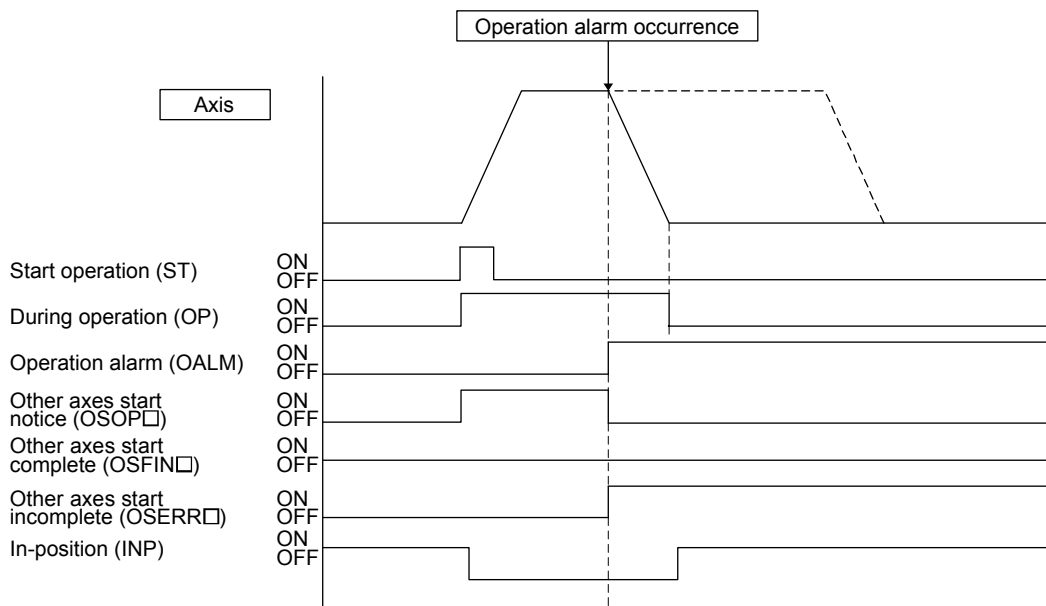 Operation alarm occurrence
Axis
Start operation (ST)
ON
OFF
During operation (OP)
ON
OFF
Operation alarm (OALM)
ON
OFF
Other axes start
notice (OSOP□)
ON
OFF
Other axes start
complete (OSFIN□)
ON
OFF
Other axes start
incomplete (OSERR□)
ON
OFF
In-position (INP)
ON
OFF